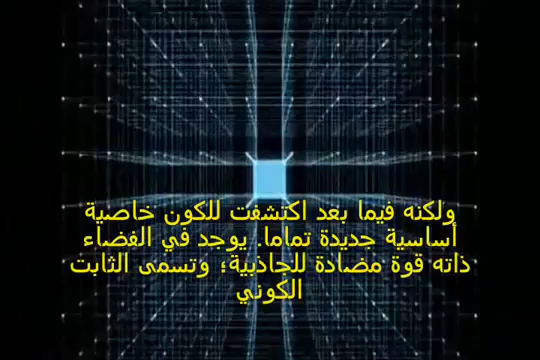 ولكنه فيما بعد اكتشفت للكون خاصية
أساسية جديدة تماما. يوجد في الفضاء
ذاته قوة مضادة للجاذبية؛ وتسمى الثابت
الكوني